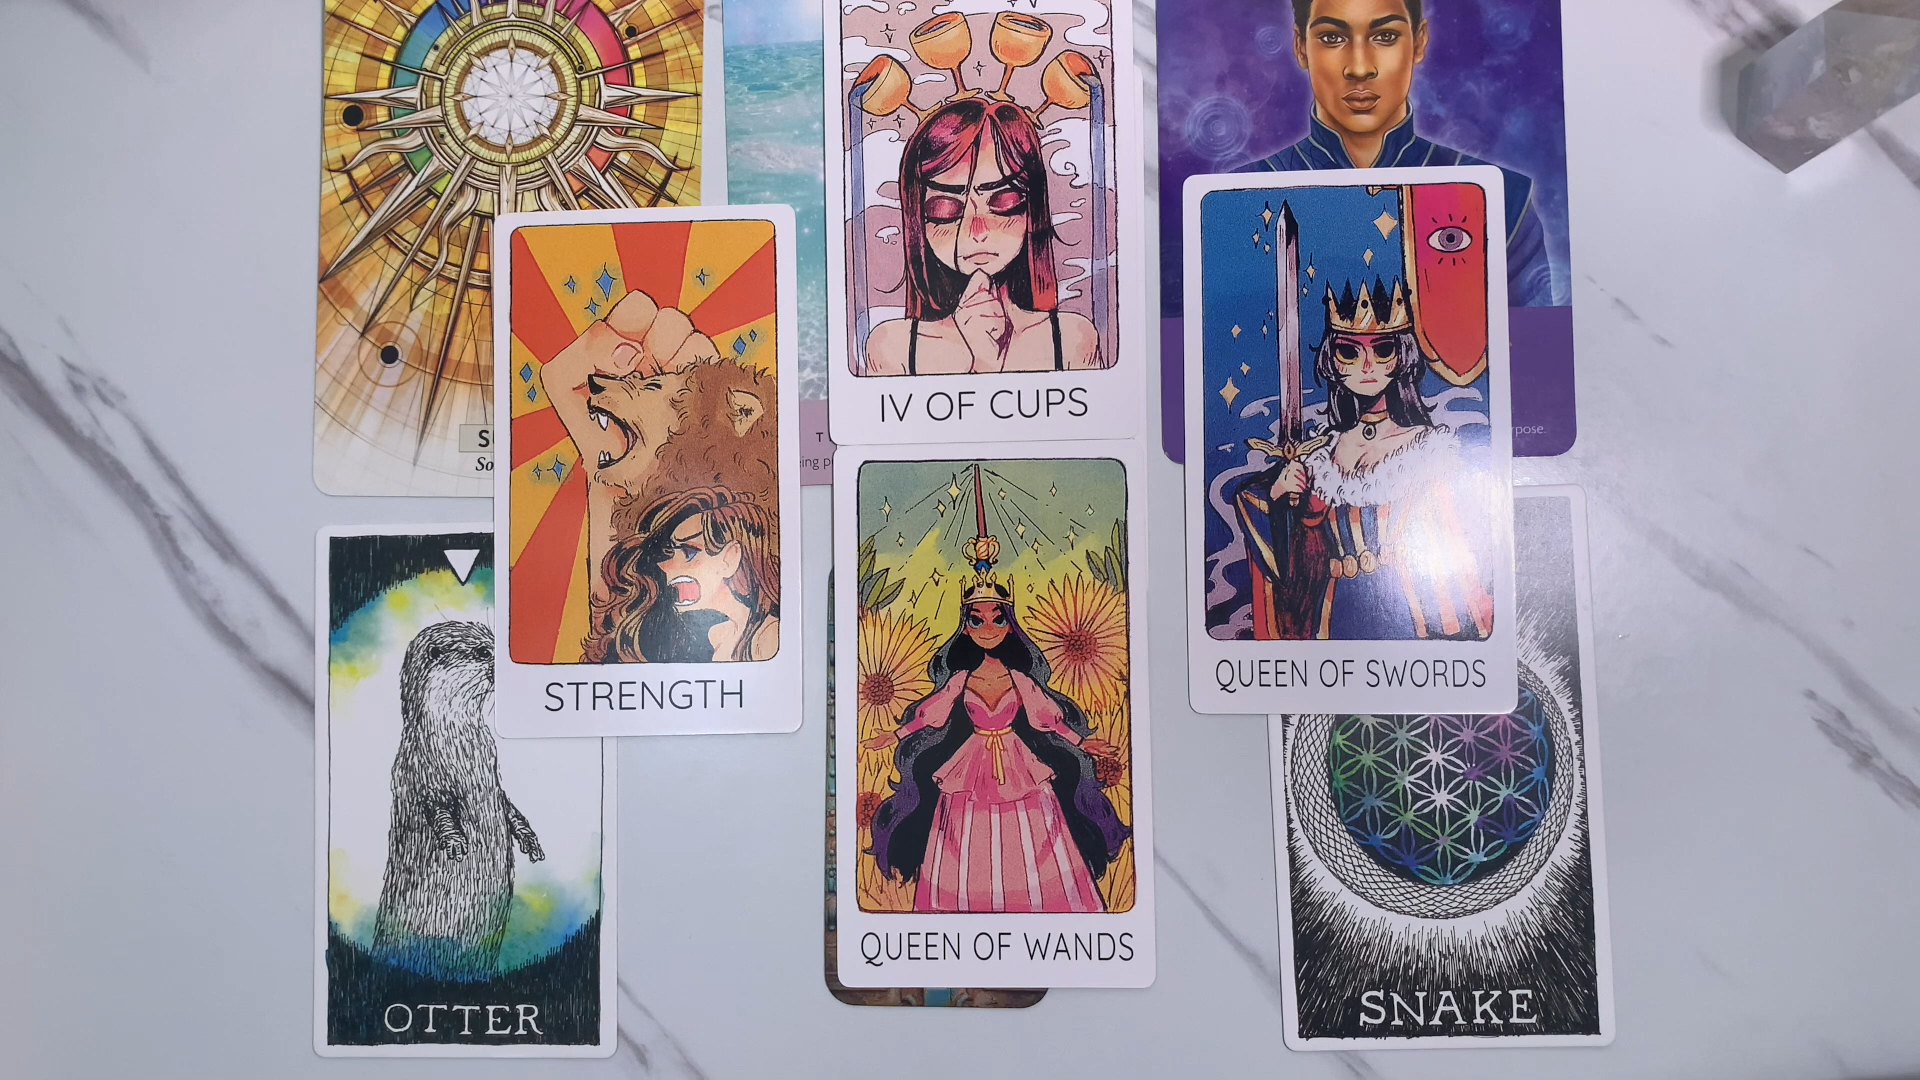 IV OF CUPS
STRENGTH
QUEEN OF SWORDS
QUEEN OF WANDS
OTTER
SNAKE